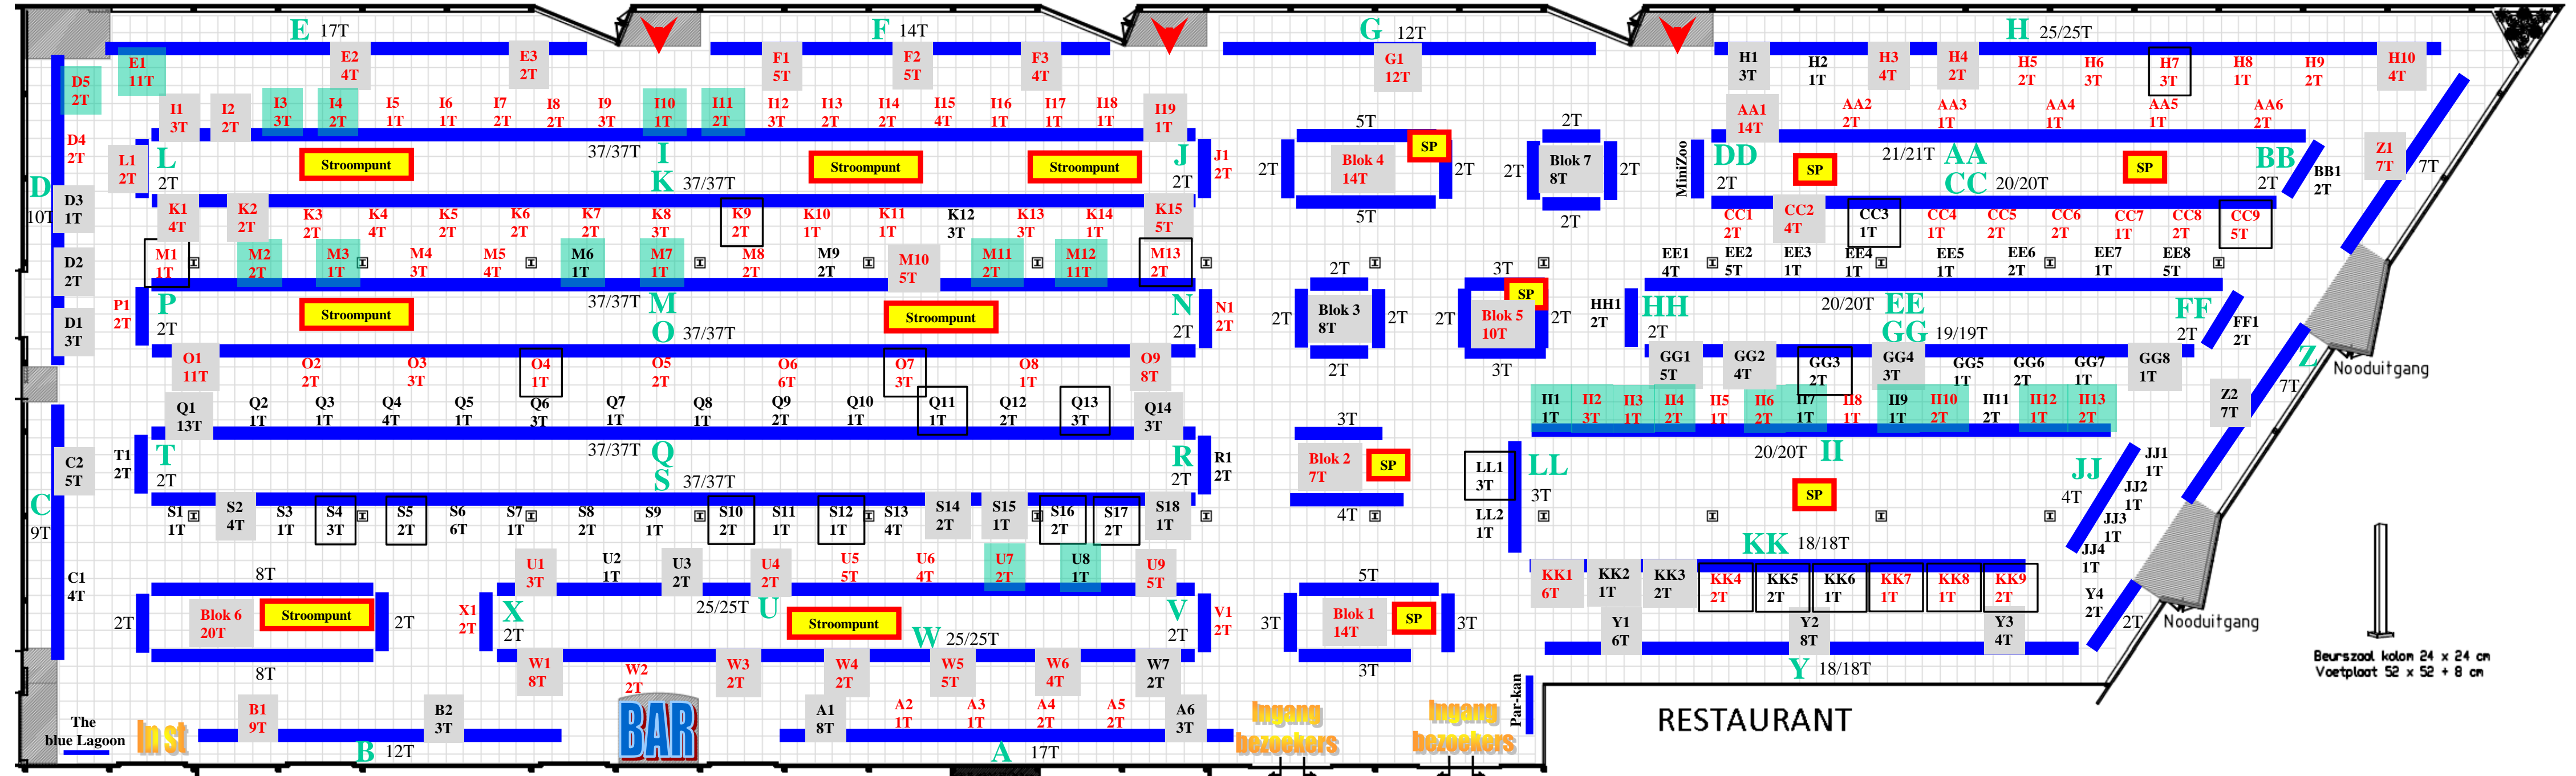 E 17T
F 14T
G 12T
H 25/25T
D5 2T
E1 11T
E2 4T
E3 2T
F1 5T
F2 5T
F3 4T
G1 12T
H1 3T
H2 1T
H3 4T
H4 2T
H5 2T
H6 3T
H7 3T
H8 1T
H9 2T
H10 4T
I1 3T
I2 2T
I3 3T
I4 2T
I5 1T
I6 1T
I7 2T
I8 2T
I9 3T
I10 1T
I11 2T
I12 3T
I13 2T
I14 2T
I15 4T
I16 1T
I17 1T
I18 1T
I19 1T
AA1 14T
AA2 2T
AA3 1T
AA4 1T
AA5 1T
AA6 2T
D4 2T
L1 2T
L 2T
Stroompunt
37/37T I
Stroompunt
Stroompunt
J 2T
J1 2T
K 37/37T
5T
2T
Blok 4 14T
SP
2T
5T
2T
2T
Blok 7 8T
2T
2T
MiniZoo
DD 2T
SP
21/21T AA
CC 20/20T
SP
BB 2T
BB1 2T
Z1 7T
7T
D 10T
D3 1T
K1 4T
K2 2T
K3 2T
K4 4T
K5 2T
K6 2T
K7 2T
K8 3T
K9 2T
K10 1T
K11 1T
K12 3T
K13 3T
K14 1T
K15 5T
CC1 2T
CC2 4T
CC3 1T
CC4 1T
CC5 2T
CC6 2T
CC7 1T
CC8 2T
CC9 5T
D2 2T
M1 1T
M2 2T
M3 1T
M4 3T
M5 4T
M6 1T
M7 1T
M8 2T
M9 2T
M10 5T
M11 2T
M12 11T
M13 2T
EE1 4T
EE2 5T
EE3 1T
EE4 1T
EE5 1T
EE6 2T
EE7 1T
EE8 5T
D1 3T
P1 2T
P 2T
Stroompunt
37/37T M
O 37/37T
Stroompunt
N 2T
N1 2T
2T
2T
Blok 3 8T
2T
2T
3T
2T
SP
Blok 5 10T
2T
3T
HH1 2T
HH 2T
20/20T EE
GG 19/19T
FF 2T
FF1 2T
Z 7T
Nooduitgang
O1 11T
O2 2T
O3 3T
O4 1T
O5 2T
O6 6T
O7 3T
O8 1T
O9 8T
GG1 5T
GG2 4T
GG3 2T
GG4 3T
GG5 1T
GG6 2T
GG7 1T
GG8 1T
Z2 7T
Q1 13T
Q2 1T
Q3 1T
Q4 4T
Q5 1T
Q6 3T
Q7 1T
Q8 1T
Q9 2T
Q10 1T
Q11 1T
Q12 2T
Q13 3T
Q14 3T
II1 1T
II2 3T
II3 1T
II4 2T
II5 1T
II6 2T
II7 1T
II8 1T
II9 1T
II10 2T
II11 2T
II12 1T
II13 2T
C2 5T
T1 2T
T 2T
37/37T Q
S 37/37T
R 2T
R1 2T
3T
Blok 2 7T
SP
4T
LL1 3T
LL 3T
LL2 1T
20/20T II
SP
JJ 4T
JJ1 1T
JJ2 1T
JJ3 1T
JJ4 1T
C 9T
S1 1T
S2 4T
S3 1T
S4 3T
S5 2T
S6 6T
S7 1T
S8 2T
S9 1T
S10 2T
S11 1T
S12 1T
S13 4T
S14 2T
S15 1T
S16 2T
S17 2T
S18 1T
C1 4T
U1 3T
U2 1T
U3 2T
U4 2T
U5 5T
U6 4T
U7 2T
U8 1T
U9 5T
KK 18/18T
KK1 6T
KK2 1T
KK3 2T
KK4 2T
KK5 2T
KK6 1T
KK7 1T
KK8 1T
KK9 2T
8T
2T
Blok 6 20T
Stroompunt
2T
8T
X1 2T
X 2T
25/25T U
Stroompunt
W 25/25T
V 2T
V1 2T
5T
3T
Blok 1 14T
SP
3T
3T
Y1 6T
Y2 8T
Y3 4T
Y4 2T
2T
Nooduitgang
Y 18/18T
W1 8T
W2 2T
W3 2T
W4 2T
W5 5T
W6 4T
W7 2T
Beurszaal kolom 24 x 24 cm
Voetplaat 52 x 52 + 8 cm
The
blue Lagoon
In st
B1 9T
B2 3T
B 12T
BAR
A1 8T
A2 1T
A3 1T
A4 2T
A5 2T
A6 3T
A 17T
Ingang
bezoekers
Ingang
bezoekers
Par-kan
RESTAURANT